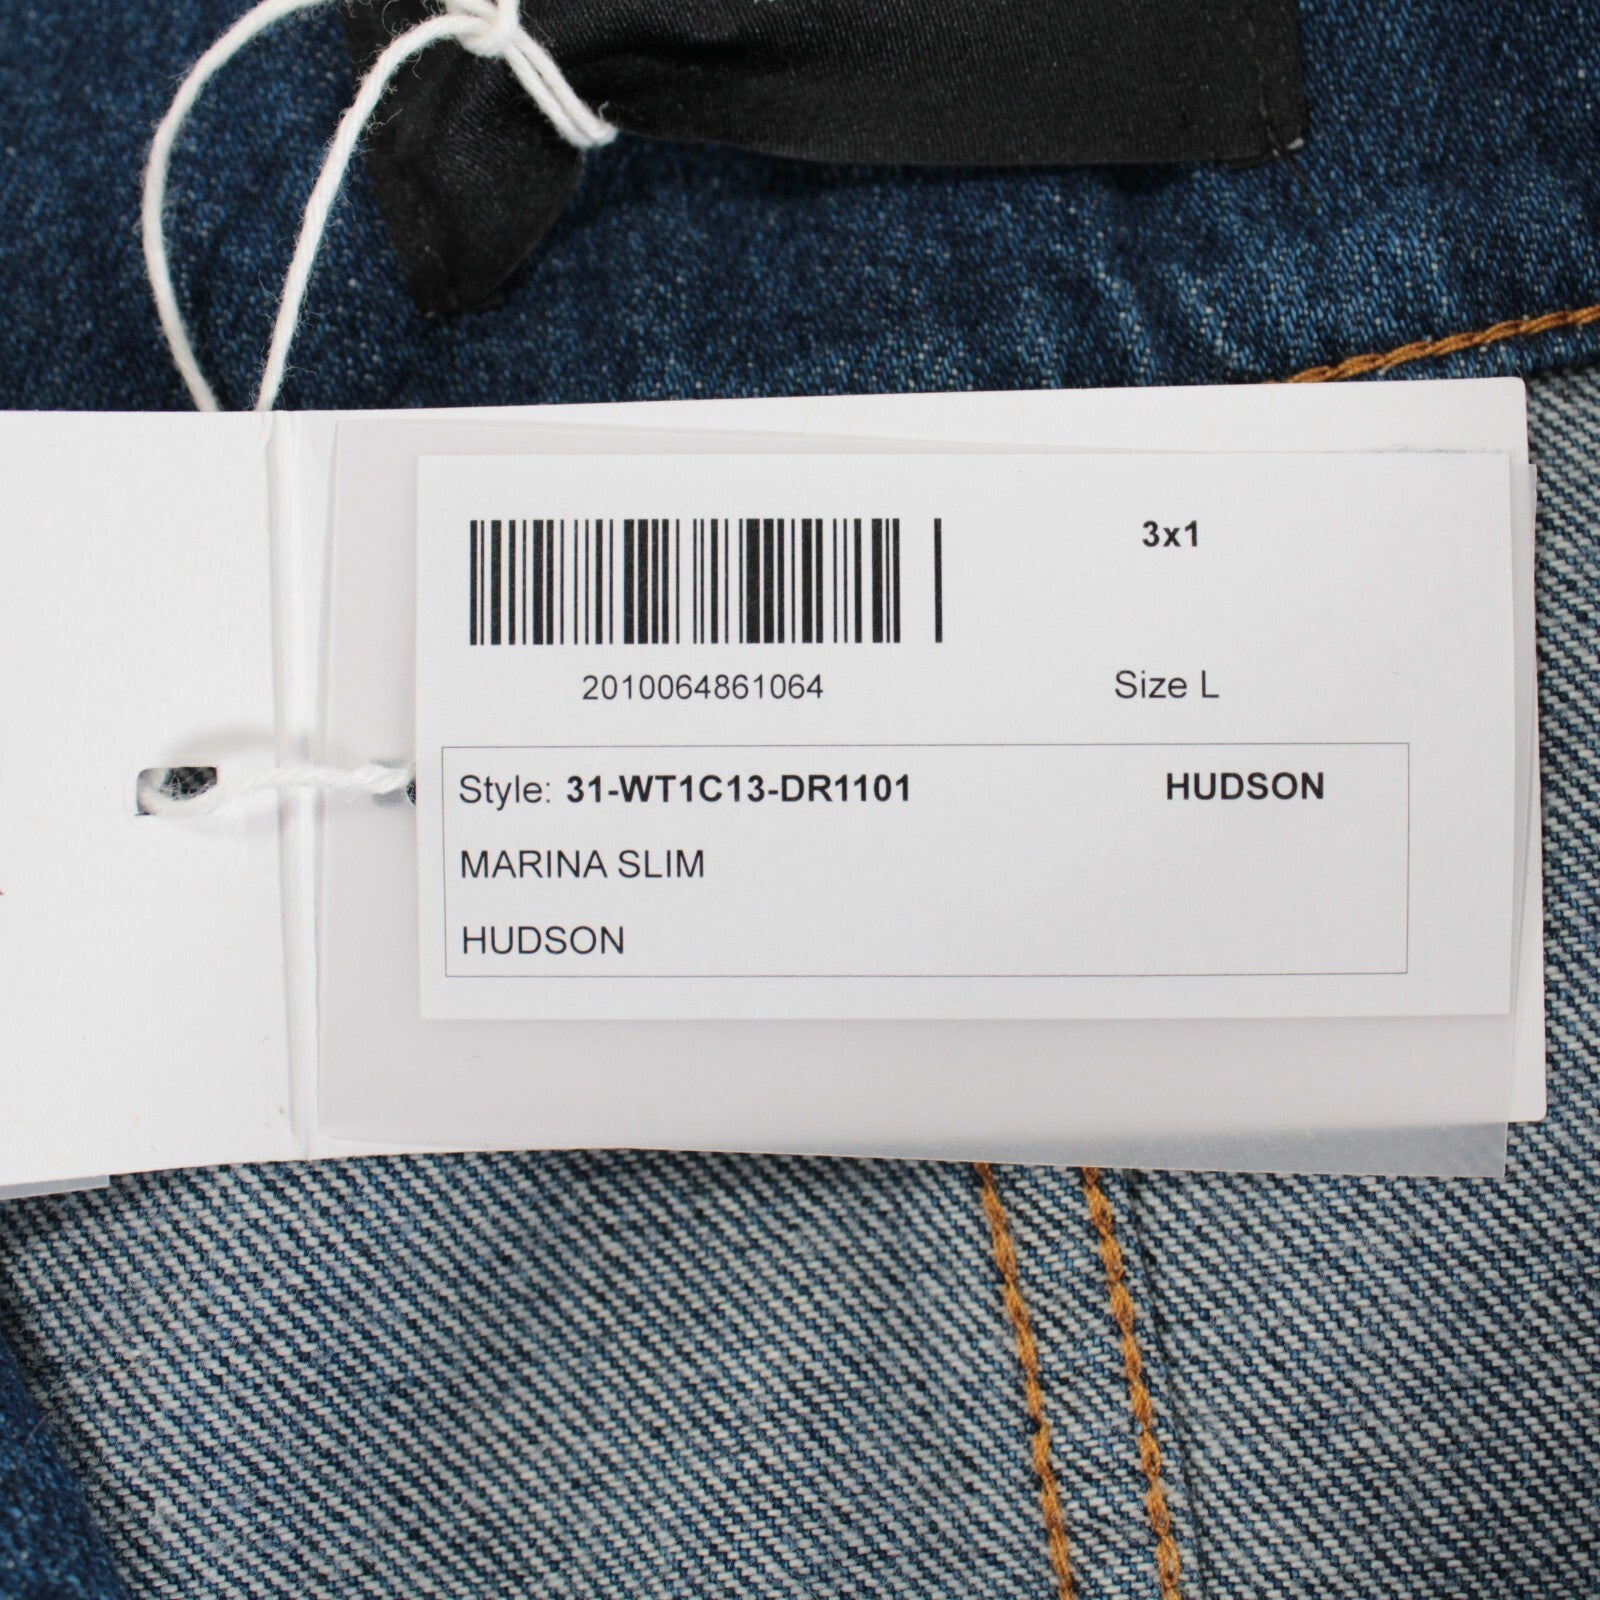 3x1
2010064861064
Size L
Style: 31-WT1C13-DR1101 HUDSON
MARINA SLIM
HUDSON